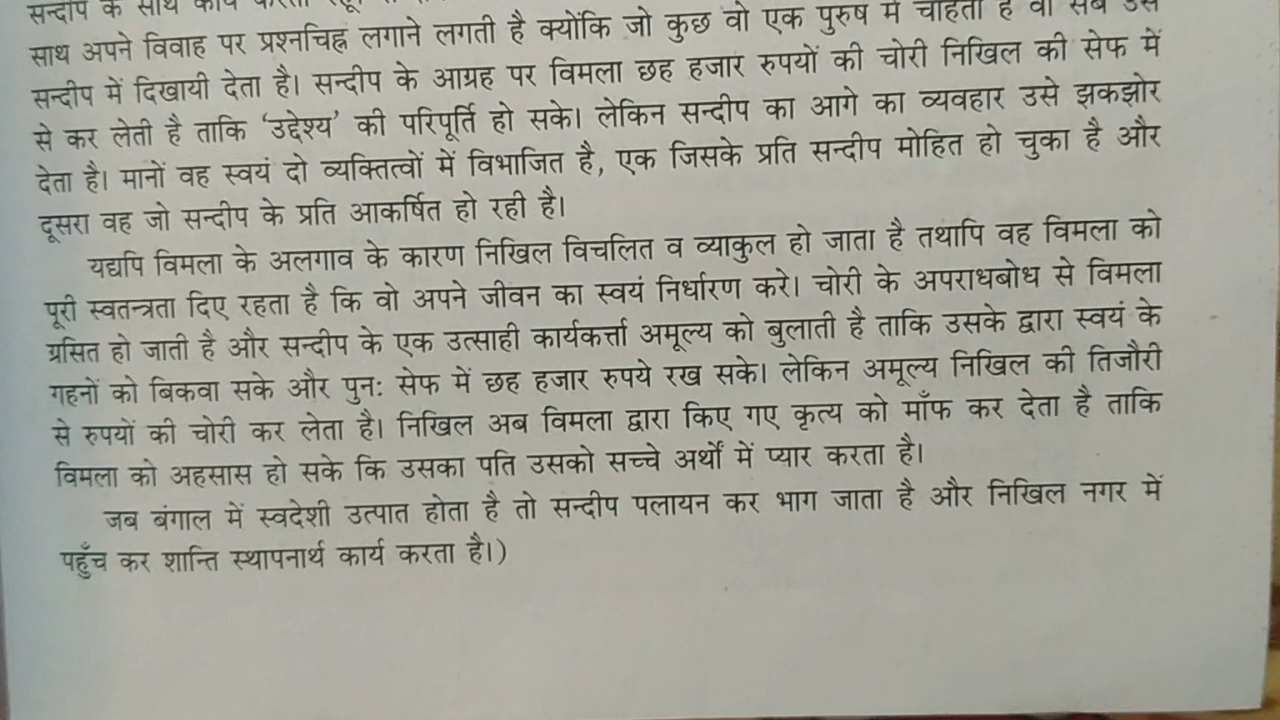 सन्दीप के साथ कार्य करती
साथ अपने विवाह पर प्रश्नचिह्न लगाने लगती है क्योंकि जो कुछ वो एक पुरुष में चाहती है वो सब उसे
सन्दीप में दिखायी देता है। सन्दीप के आग्रह पर विमला छह हजार रुपयों की चोरी निखिल की सेफ में
से कर लेती है ताकि ‘उद्देश्य’ की परिपूर्ति हो सके। लेकिन सन्दीप का आगे का व्यवहार उसे झकझोर
देता है। मानों वह स्वयं दो व्यक्तित्वों में विभाजित है, एक जिसके प्रति सन्दीप मोहित हो चुका है और
दूसरा वह जो सन्दीप के प्रति आकर्षित हो रही है।
यद्यपि विमला के अलगाव के कारण निखिल विचलित व व्याकुल हो जाता है तथापि वह विमला को
पूरी स्वतन्त्रता दिए रहता है कि वो अपने जीवन का स्वयं निर्धारण करे। चोरी के अपराधबोध से विमला
ग्रसित हो जाती है और सन्दीप के एक उत्साही कार्यकर्त्ता अमूल्य को बुलाती है ताकि उसके द्वारा स्वयं के
गहनों को बिकवा सके और पुनः सेफ में छह हजार रुपये रख सके। लेकिन अमूल्य निखिल की तिजौरी
से रुपयों की चोरी कर लेता है। निखिल अब विमला द्वारा किए गए कृत्य को माँफ कर देता है ताकि
विमला को अहसास हो सके कि उसका पति उसको सच्चे अर्थों में प्यार करता है।
जब बंगाल में स्वदेशी उत्पात होता है तो सन्दीप पलायन कर भाग जाता है और निखिल नगर में
पहुँच कर शान्ति स्थापनार्थ कार्य करता है।)